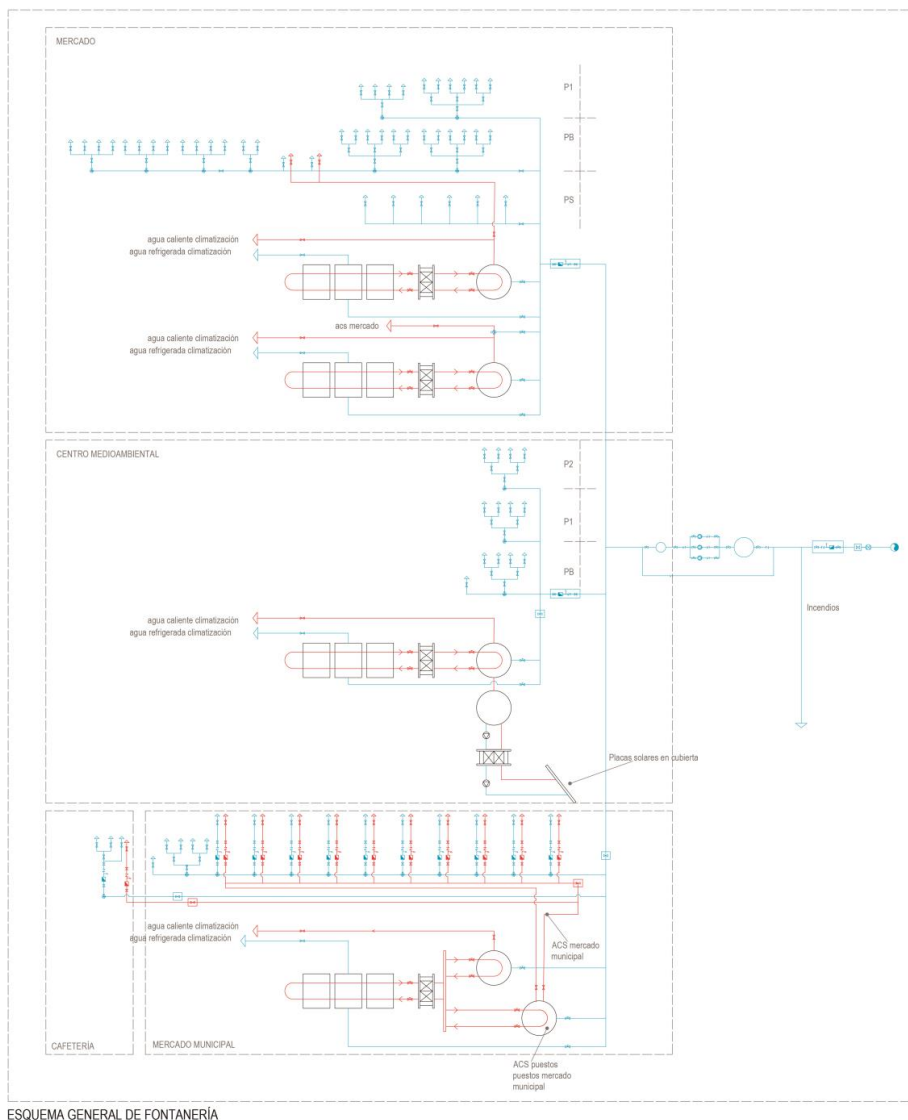 MERCADO
P1
PB
PS
agua caliente climatización
agua refrigerada climatización
acs mercado
agua caliente climatización
agua refrigerada climatización
CENTRO MEDIOAMBIENTAL
P2
P1
PB
Incendios
agua caliente climatización
agua refrigerada climatización
Placas solares en cubierta
agua caliente climatización
agua refrigerada climatización
ACS mercado
municipal
CAFETERÍA
MERCADO MUNICIPAL
ACS puestos
puestos mercado
municipal
ESQUEMA GENERAL DE FONTANERÍA